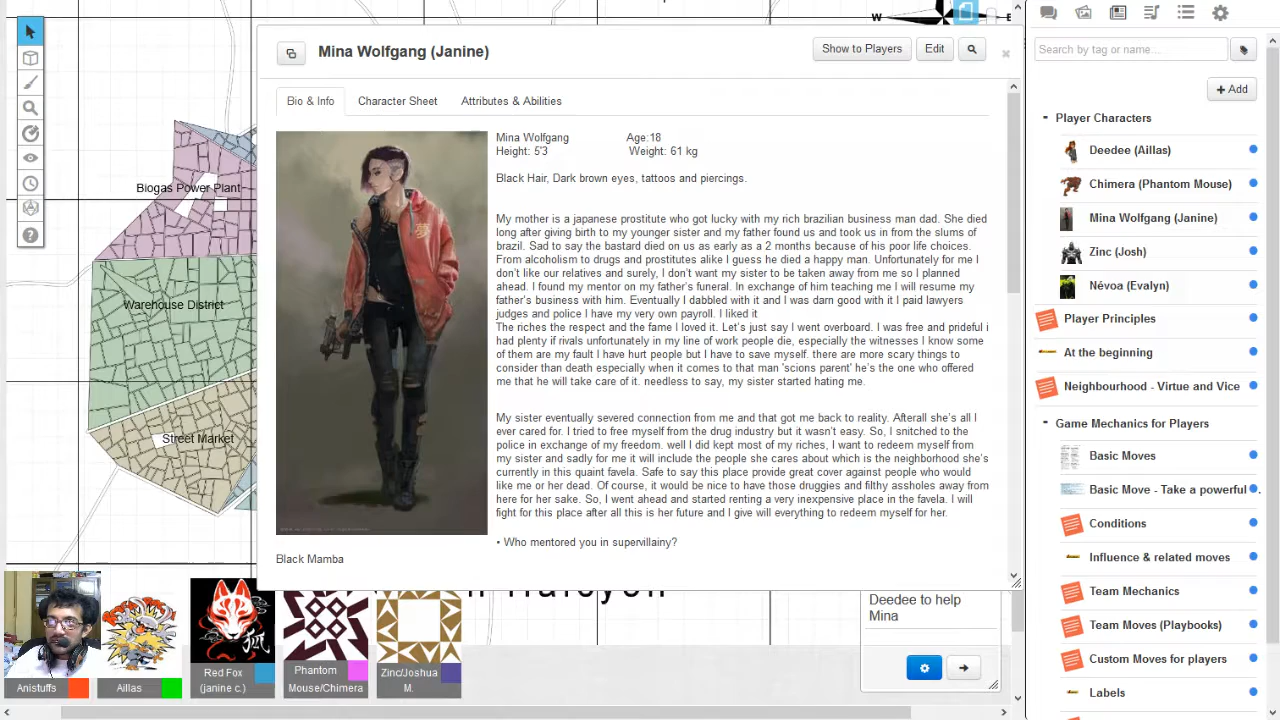 W
E
Mina Wolfgang (Janine)
Show to Players
Edit
Bio & Info
Character Sheet
Attributes & Abilities
Mina Wolfgang Age:18
Height: 5'3 Weight: 61 kg
Black Hair, Dark brown eyes, tattoos and piercings.
My mother is a japanese prostitute who got lucky with my rich brazilian business man dad. She died
long after giving birth to my younger sister and my father found us and took us in from the slums of
brazil. Sad to say the bastard died on us as early as a 2 months because of his poor life choices.
From alcoholism to drugs and prostitutes alike I guess he died a happy man. Unfortunately for me I
don't like our relatives and surely, I don't want my sister to be taken away from me so I planned
ahead. I found my mentor on my father's funeral. In exchange of him teaching me I will resume my
father's business with him. Eventually I dabbled with it and I was darn good with it I paid lawyers
judges and police I have my very own payroll. I liked it
The riches the respect and the fame I loved it. Let's just say I went overboard. I was free and prideful i
had plenty if rivals unfortunately in my line of work people die, especially the witnesses I know some
of them are my fault I have hurt people but I have to save myself. there are more scary things to
consider than death especially when it comes to that man 'scions parent' he's the one who offered
me that he will take care of it. needless to say, my sister started hating me.
My sister eventually severed connection from me and that got me back to reality. Afterall she's all I
ever cared for. I tried to free myself from the drug industry but it wasn't easy. So, I snitched to the
police in exchange of my freedom. well I did kept most of my riches, I want to redeem myself from
my sister and sadly for me it will include the people she cares about which is the neighborhood she's
currently in this quaint favela. Safe to say this place provide great cover against people who would
like me or her dead. Of course, it would be nice to have those druggies and filthy assholes away from
here for her sake. So, I went ahead and started renting a very inexpensive place in the favela. I will
fight for this place after all this is her future and I give will everything to redeem myself for her.
• Who mentored you in supervillainy?
Black Mamba
Biogas Power Plant
Warehouse District
Street Market
Halcyon
Anistuffs
Aillas
Red Fox
(janine c.)
Phantom
Mouse/Chimera
Zinc/Joshua
M.
Deedee to help
Mina
Search by tag or name…
+ Add
Player Characters
Deedee (Aillas)
Chimera (Phantom Mouse)
Mina Wolfgang (Janine)
Zinc (Josh)
Névoa (Evalyn)
Player Principles
At the beginning
Neighbourhood - Virtue and Vice
Game Mechanics for Players
Basic Moves
Basic Move - Take a powerful
Conditions
Influence & related moves
Team Mechanics
Team Moves (Playbooks)
Custom Moves for players
Labels